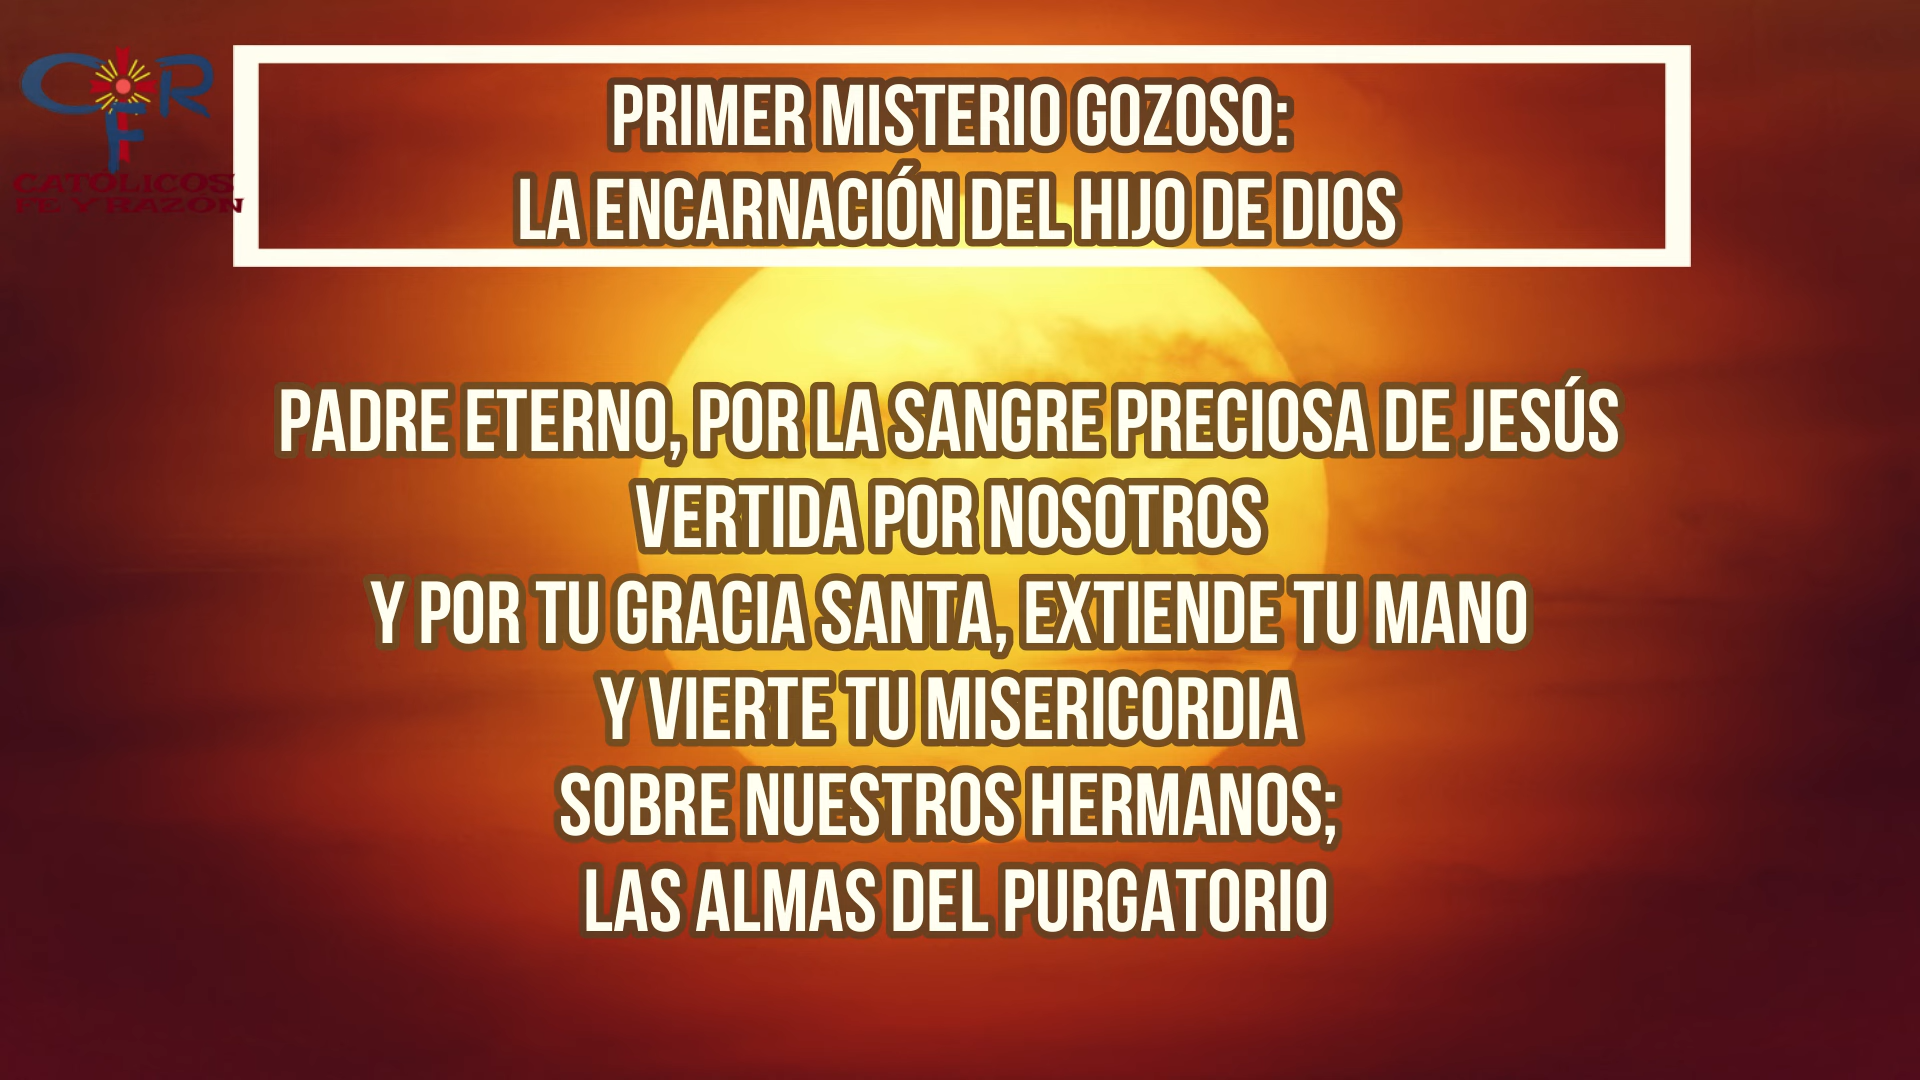 CFR
CATÓLICOS
FE Y RAZÓN
PRIMER MISTERIO GOZOSO:
LA ENCARNACIÓN DEL HIJO DE DIOS
PADRE ETERNO, POR LA SANGRE PRECIOSA DE JESÚS
VERTIDA POR NOSOTROS
Y POR TU GRACIA SANTA, EXTIENDE TU MANO
Y VIERTE TU MISERICORDIA
SOBRE NUESTROS HERMANOS;
LAS ALMAS DEL PURGATORIO